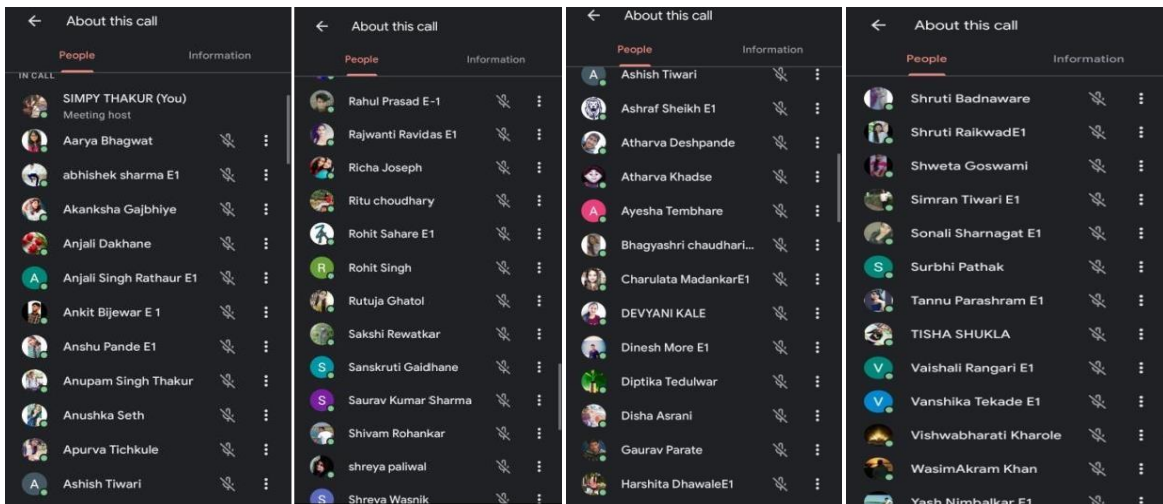 About this call
People Information
IN CALL
SIMPY THAKUR (You)
Meeting host
Aarya Bhagwat
abhishek sharma E1
Akanksha Gajbhiye
Anjali Dakhane
A Anjali Singh Rathaur E1
Ankit Bijewar E 1
Anshu Pande E1
Anupam Singh Thakur
Anushka Seth
Apurva Tichkule
A Ashish Tiwari
About this call
People Information
Rahul Prasad E-1
Rajwanti Ravidas E1
Richa Joseph
Ritu choudhary
Rohit Sahare E1
R Rohit Singh
Rutuja Ghatol
Sakshi Rewatkar
S Sanskruti Gaidhane
S Saurav Kumar Sharma
Shivam Rohankar
shreya paliwal
S Shreya Wasnik
About this call
People Information
A Ashish Tiwari
Ashraf Sheikh E1
Atharva Deshpande
Atharva Khadse
A Ayesha Tembhare
Bhagyashri chaudhari...
Charulata MadankarE1
DEVYANI KALE
Dinesh More E1
Diptika Tedulwar
Disha Asrani
Gaurav Parate
Harshita DhawaleE1
About this call
People Information
Shruti Badnaware
Shruti RaikwadE1
Shweta Goswami
Simran Tiwari E1
Sonali Sharnagat E1
S Surbhi Pathak
Tannu Parashram E1
TISHA SHUKLA
V Vaishali Rangari E1
V Vanshika Tekade E1
Vishwabharati Kharole
WasimAkram Khan
Yash Nimbalkar E1